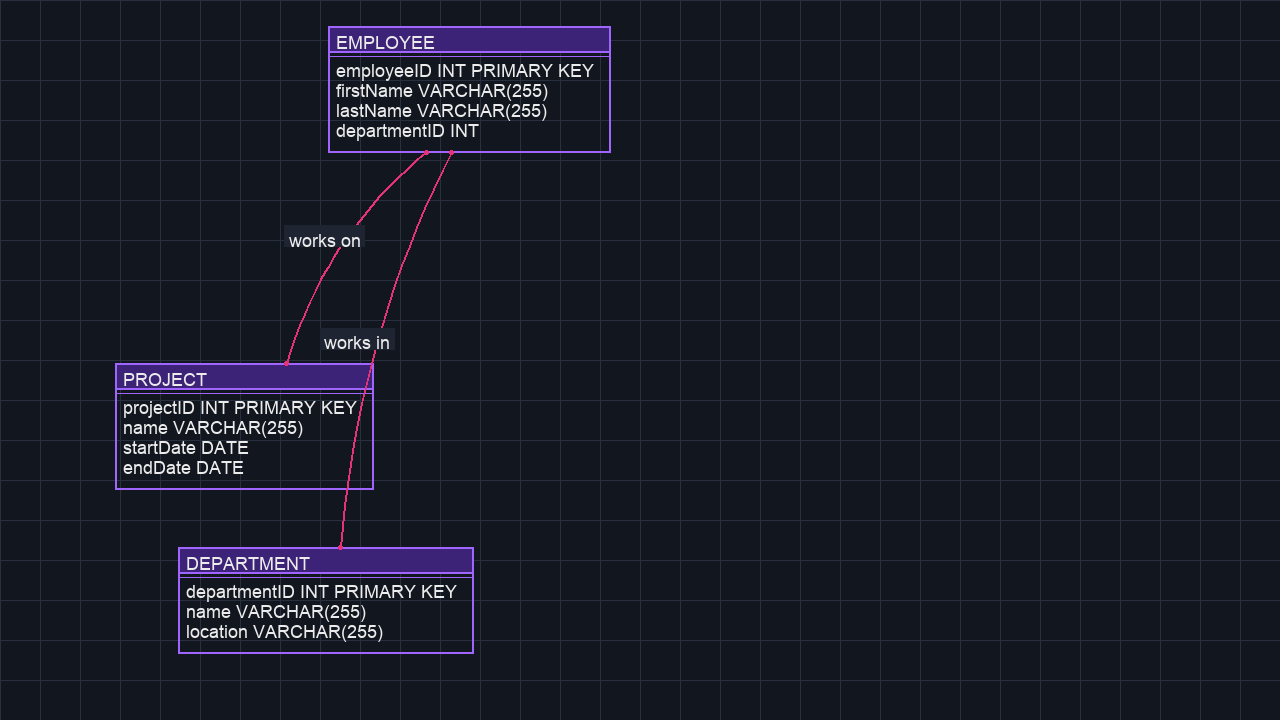 EMPLOYEE
employeeID INT PRIMARY KEY
firstName VARCHAR(255)
lastName VARCHAR(255)
departmentID INT
works on
works in
PROJECT
projectID INT PRIMARY KEY
name VARCHAR(255)
startDate DATE
endDate DATE
DEPARTMENT
departmentID INT PRIMARY KEY
name VARCHAR(255)
location VARCHAR(255)